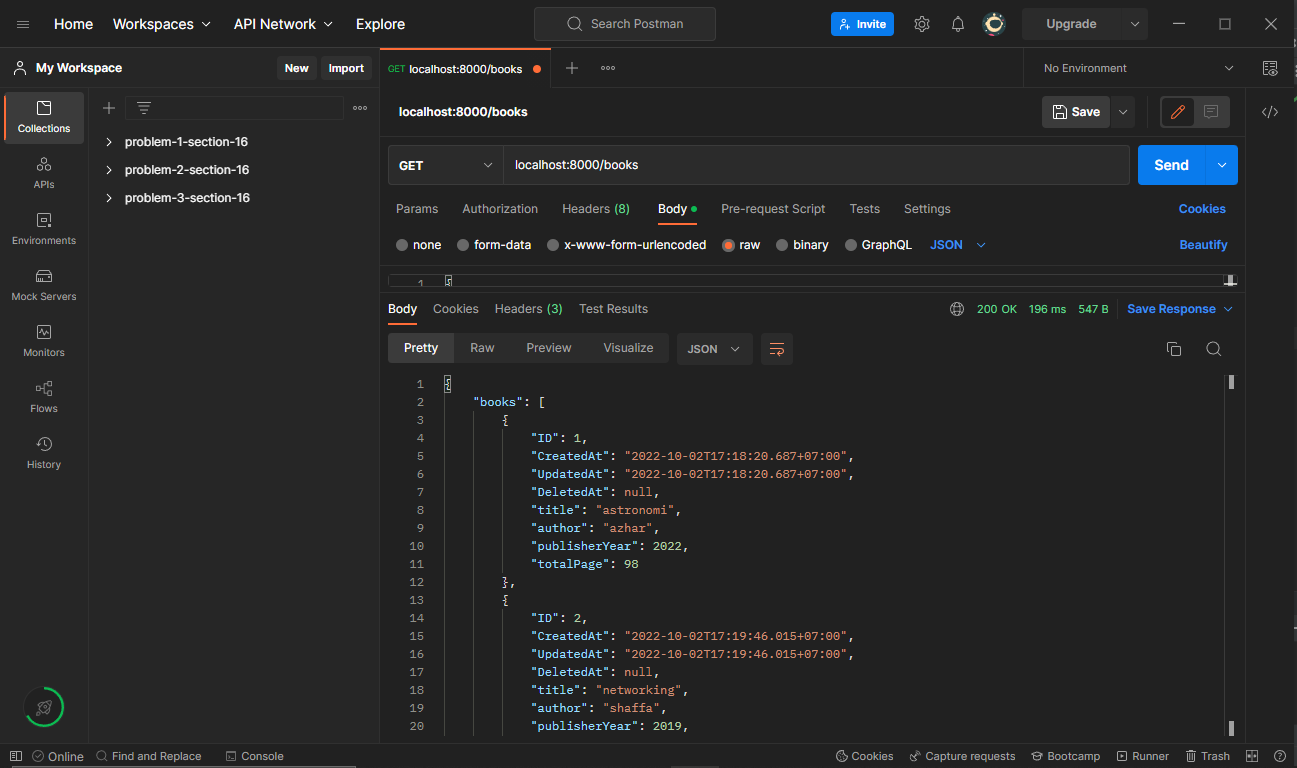 Home Workspaces API Network Explore Search Postman Invite Upgrade
My Workspace New Import GET localhost:8000/books No Environment
Collections
APIs
Environments
Mock Servers
Monitors
Flows
History
problem-1-section-16
problem-2-section-16
problem-3-section-16
localhost:8000/books Save
GET localhost:8000/books Send
Params Authorization Headers (8) Body Pre-request Script Tests Settings Cookies
none form-data x-www-form-urlencoded raw binary GraphQL JSON Beautify
1 {
Body Cookies Headers (3) Test Results 200 OK 196 ms 547 B Save Response
Pretty Raw Preview Visualize JSON
1 {
2 "books": [
3 {
4 "ID": 1,
5 "CreatedAt": "2022-10-02T17:18:20.687+07:00",
6 "UpdatedAt": "2022-10-02T17:18:20.687+07:00",
7 "DeletedAt": null,
8 "title": "astronomi",
9 "author": "azhar",
10 "publisherYear": 2022,
11 "totalPage": 98
12 },
13 {
14 "ID": 2,
15 "CreatedAt": "2022-10-02T17:19:46.015+07:00",
16 "UpdatedAt": "2022-10-02T17:19:46.015+07:00",
17 "DeletedAt": null,
18 "title": "networking",
19 "author": "shaffa",
20 "publisherYear": 2019,
Online Find and Replace Console Cookies Capture requests Bootcamp Runner Trash